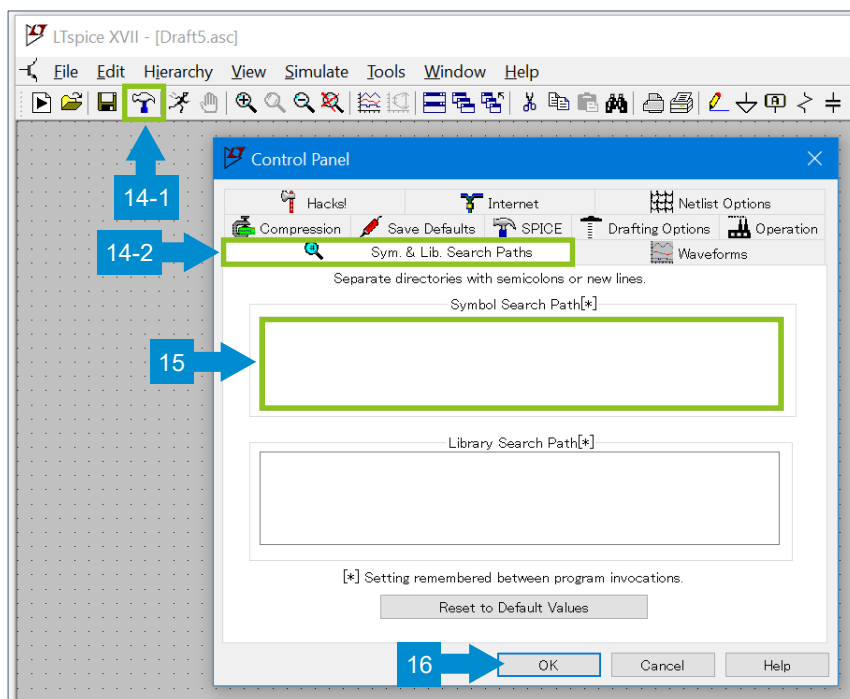 LTspice XVII - [Draft5.asc]
File Edit Hierarchy View Simulate Tools Window Help
14-1
Control Panel
Hacks! Internet Netlist Options
Compression Save Defaults SPICE Drafting Options Operation
14-2
Sym. & Lib. Search Paths Waveforms
Separate directories with semicolons or new lines.
Symbol Search Path[*]
15
Library Search Path[*]
[*] Setting remembered between program invocations.
Reset to Default Values
16
OK Cancel Help